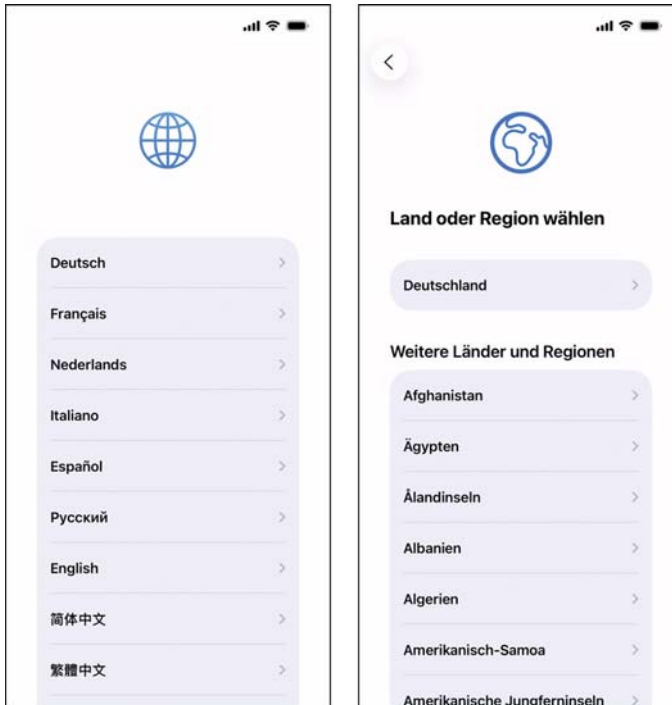 Deutsch
Français
Nederlands
Italiano
Español
Русский
English
简体中文
繁體中文
Land oder Region wählen
Deutschland
Weitere Länder und Regionen
Afghanistan
Ägypten
Ålandinseln
Albanien
Algerien
Amerikanisch-Samoa
Amerikanische Jungferninseln